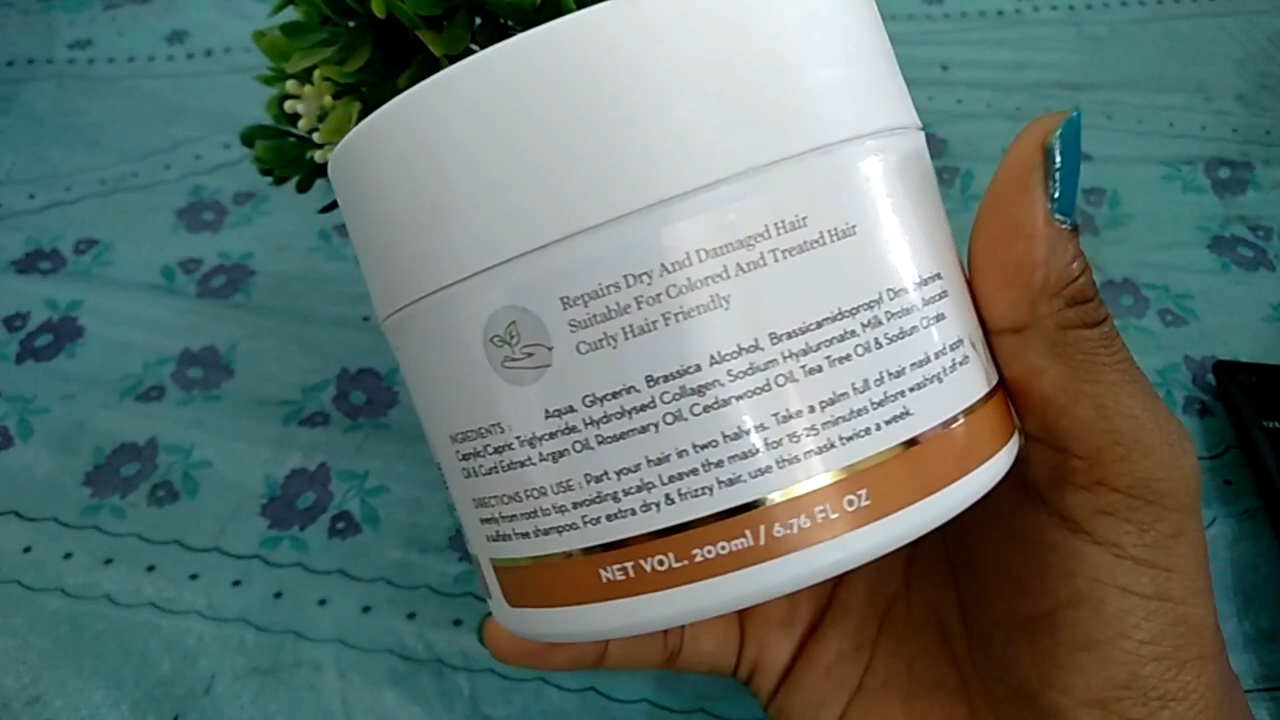 Repairs Dry And Damaged Hair
Suitable For Colored And Treated Hair
Curly Hair Friendly
INGREDIENTS :
Aqua, Glycerin, Brassica Alcohol, Brassicamidopropyl Dimethylamine,
Caprylic/Capric Triglyceride, Hydrolysed Collagen, Sodium Hyaluronate, Milk Protein, Avocado
Oil & Curd Extract, Argan Oil, Rosemary Oil, Cedarwood Oil, Tea Tree Oil & Sodium Citrate.
DIRECTIONS FOR USE : Part your hair in two halves. Take a palm full of hair mask and apply
evenly from root to tip, avoiding scalp. Leave the mask for 15-25 minutes before washing it off with
a sulfate free shampoo. For extra dry & frizzy hair, use this mask twice a week.
NET VOL. 200ml / 6.76 FL OZ